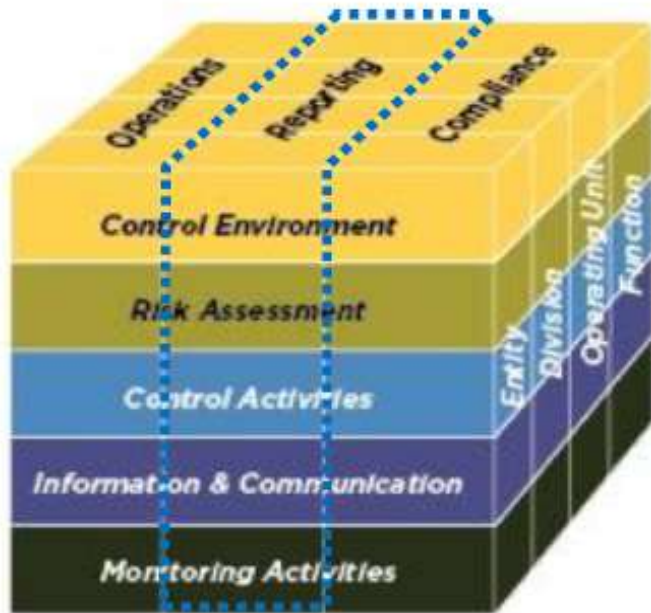 Operations
Reporting
Compliance
Control Environment
Risk Assessment
Control Activities
Information & Communication
Monitoring Activities
Entity
Division
Operating Unit
Function